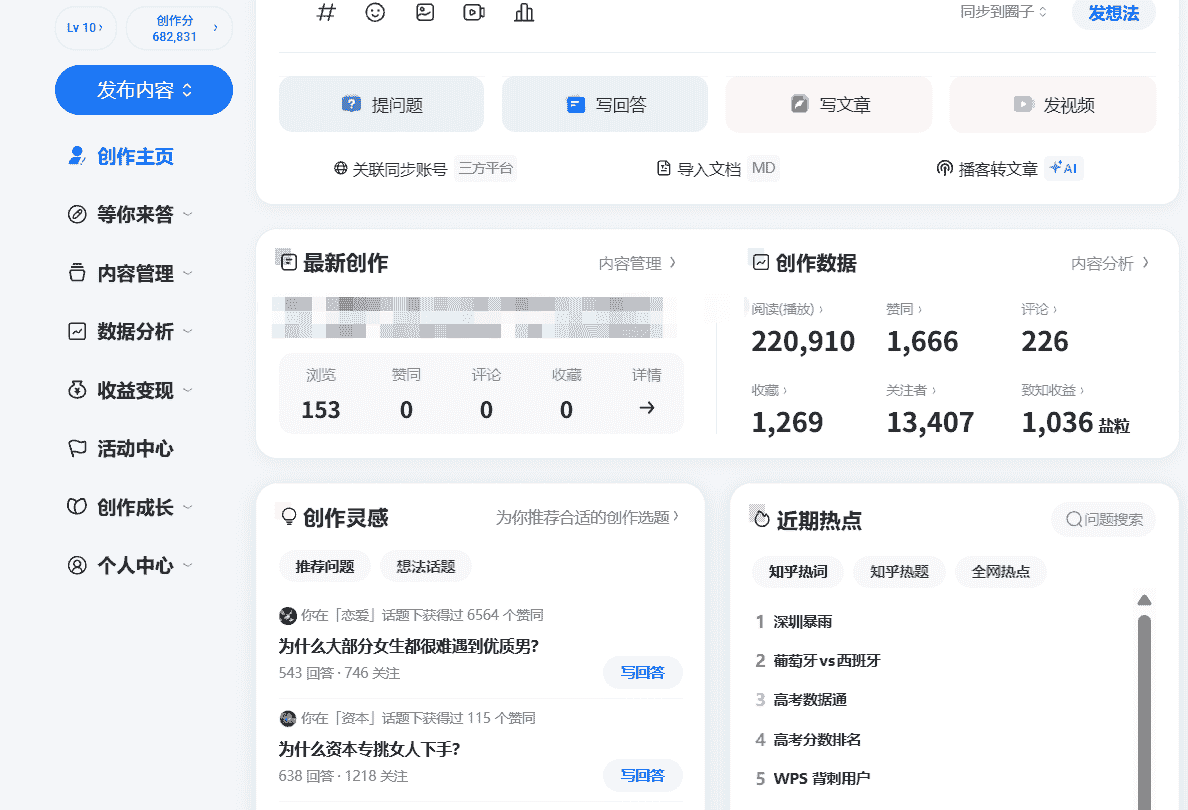 Lv 10 ›
创作分
682,831 ›
发布内容
创作主页
等你来答
内容管理
数据分析
收益变现
活动中心
创作成长
个人中心
#
同步到圈子
发想法
提问题
写回答
写文章
发视频
关联同步账号 三方平台
导入文档 MD
播客转文章 AI
最新创作
内容管理 ›
浏览 赞同 评论 收藏 详情
153 0 0 0 →
创作数据
内容分析 ›
阅读(播放) › 赞同 › 评论 ›
220,910 1,666 226
收藏 › 关注者 › 致知收益 ›
1,269 13,407 1,036 盐粒
创作灵感
为你推荐合适的创作选题 ›
推荐问题 想法话题
你在「恋爱」话题下获得过 6564 个赞同
为什么大部分女生都很难遇到优质男?
543 回答 · 746 关注
写回答
你在「资本」话题下获得过 115 个赞同
为什么资本专挑女人下手?
638 回答 · 1218 关注
写回答
近期热点
问题搜索
知乎热词 知乎热题 全网热点
1 深圳暴雨
2 葡萄牙vs西班牙
3 高考数据通
4 高考分数排名
5 WPS 背刺用户